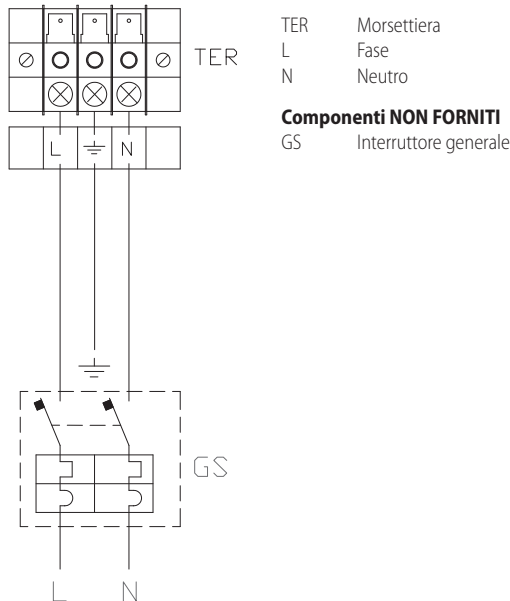 TER
L N
GS
L N
TER Morsettiera
L Fase
N Neutro
Componenti NON FORNITI
GS Interruttore generale